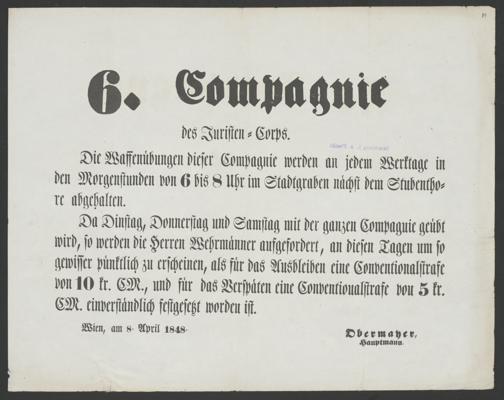 6. Compagnie
des Juristen-Corps.
Die Waffenübungen dieser Compagnie werden an jedem Werktage in
den Morgenstunden von 6 bis 8 Uhr im Stadtgraben nächst dem Stubentho-
re abgehalten.
Da Dinstag, Donnerstag und Samstag mit der ganzen Compagnie geübt
wird, so werden die Herren Wehrmänner aufgefordert, an diesen Tagen um so
gewisser pünktlich zu erscheinen, als für das Ausbleiben eine Conventionalstrafe
von 10 kr. CM., und für das Verspäten eine Conventionalstrafe von 5 kr.
CM. einverständlich festgesetzt worden ist.
Wien, am 8. April 1848.
Obermayer,
Hauptmann.